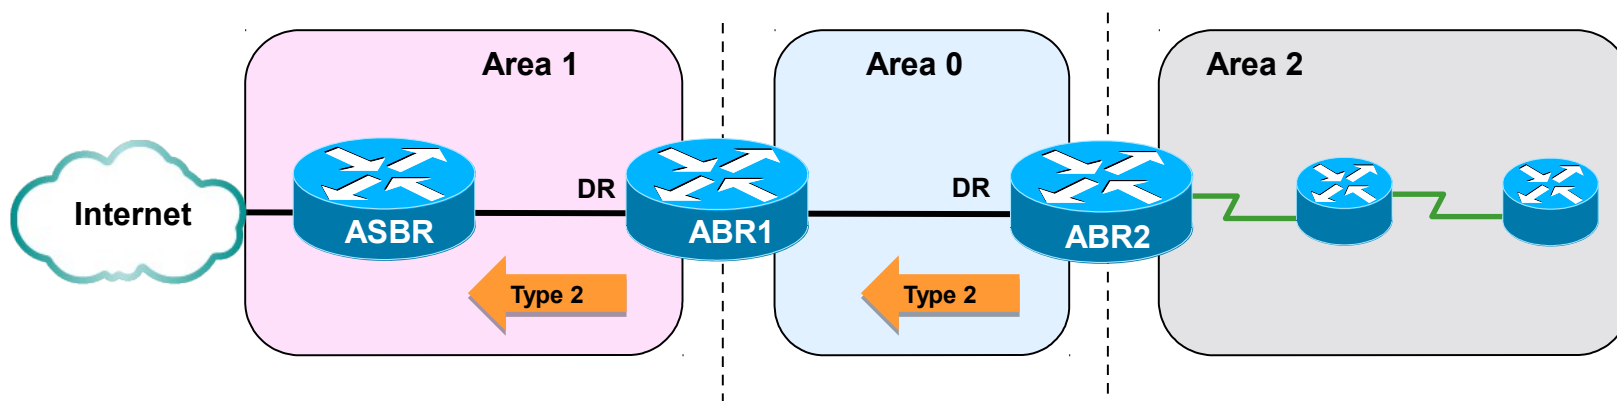 Area 1
Area 0
Area 2
Internet
ASBR
DR
ABR1
DR
ABR2
Type 2
Type 2